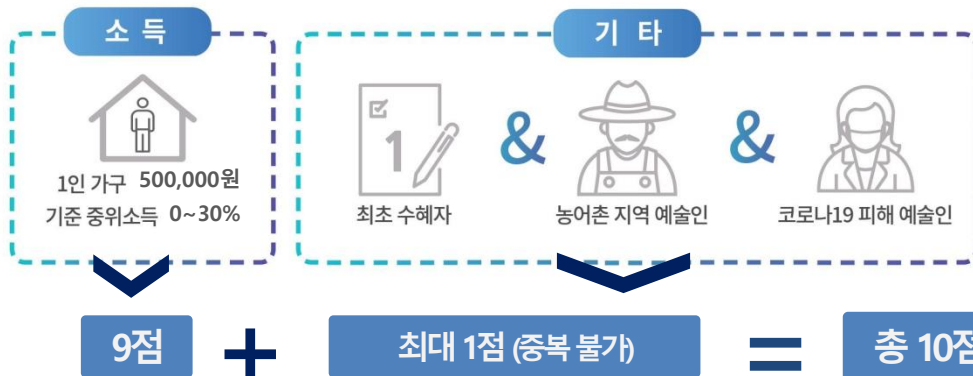 소 득
1인 가구 500,000원
기준 중위소득 0~30%
기 타
1
&
&
최초 수혜자
농어촌 지역 예술인
코로나19 피해 예술인
9점
+
최대 1점 (중복 불가)
=
총 10점